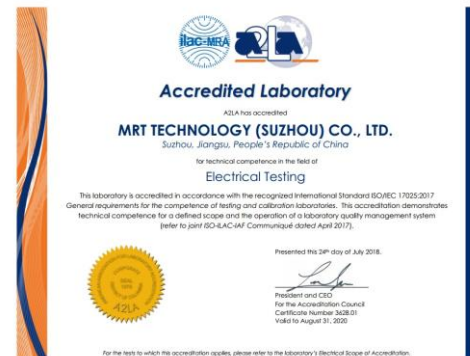 ilac-MRA
A2LA
Accredited Laboratory
A2LA has accredited
MRT TECHNOLOGY (SUZHOU) CO., LTD.
Suzhou, Jiangsu, People's Republic of China
for technical competence in the field of
Electrical Testing
This laboratory is accredited in accordance with the recognized International Standard ISO/IEC 17025:2017
General requirements for the competence of testing and calibration laboratories. This accreditation demonstrates
technical competence for a defined scope and the operation of a laboratory quality management system
(refer to joint ISO-ILAC-IAF Communiqué dated April 2017).
Presented this 24th day of July 2018.
President and CEO
For the Accreditation Council
Certificate Number 3628.01
Valid to August 31, 2020
SEAL
1978
A2LA
For the tests to which this accreditation applies, please refer to the laboratory's Electrical Scope of Accreditation.